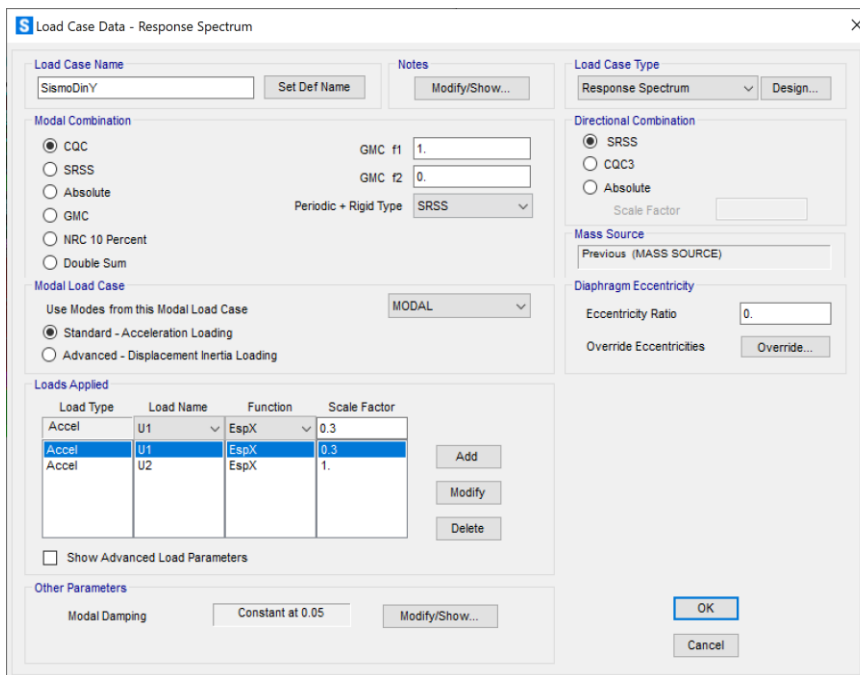 S Load Case Data - Response Spectrum
Load Case Name
SismoDinY
Set Def Name
Notes
Modify/Show...
Load Case Type
Response Spectrum
Design...
Modal Combination
CQC
SRSS
Absolute
GMC
NRC 10 Percent
Double Sum
GMC f1 1.
GMC f2 0.
Periodic + Rigid Type SRSS
Directional Combination
SRSS
CQC3
Absolute
Scale Factor
Mass Source
Previous (MASS SOURCE)
Modal Load Case
Use Modes from this Modal Load Case MODAL
Standard - Acceleration Loading
Advanced - Displacement Inertia Loading
Diaphragm Eccentricity
Eccentricity Ratio 0.
Override Eccentricities Override...
Loads Applied
Load Type Load Name Function Scale Factor
Accel U1 EspX 0.3
Accel U1 EspX 0.3
Accel U2 EspX 1.
Add
Modify
Delete
Show Advanced Load Parameters
Other Parameters
Modal Damping Constant at 0.05 Modify/Show...
OK
Cancel